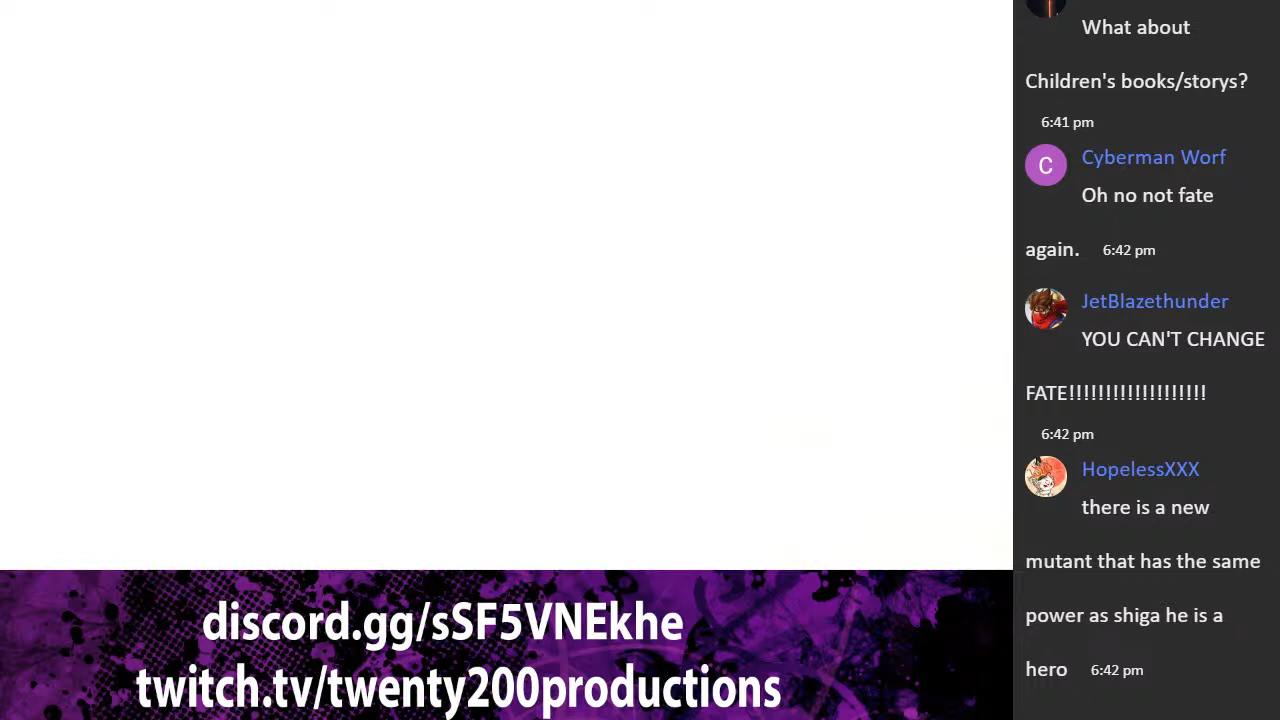 What about
Children's books/storys?
6:41 pm
C
Cyberman Worf
Oh no not fate
again. 6:42 pm
JetBlazethunder
YOU CAN'T CHANGE
FATE!!!!!!!!!!!!!!!!!!!
6:42 pm
HopelessXXX
there is a new
mutant that has the same
power as shiga he is a
hero 6:42 pm
discord.gg/sSF5VNEkhe
twitch.tv/twenty200productions